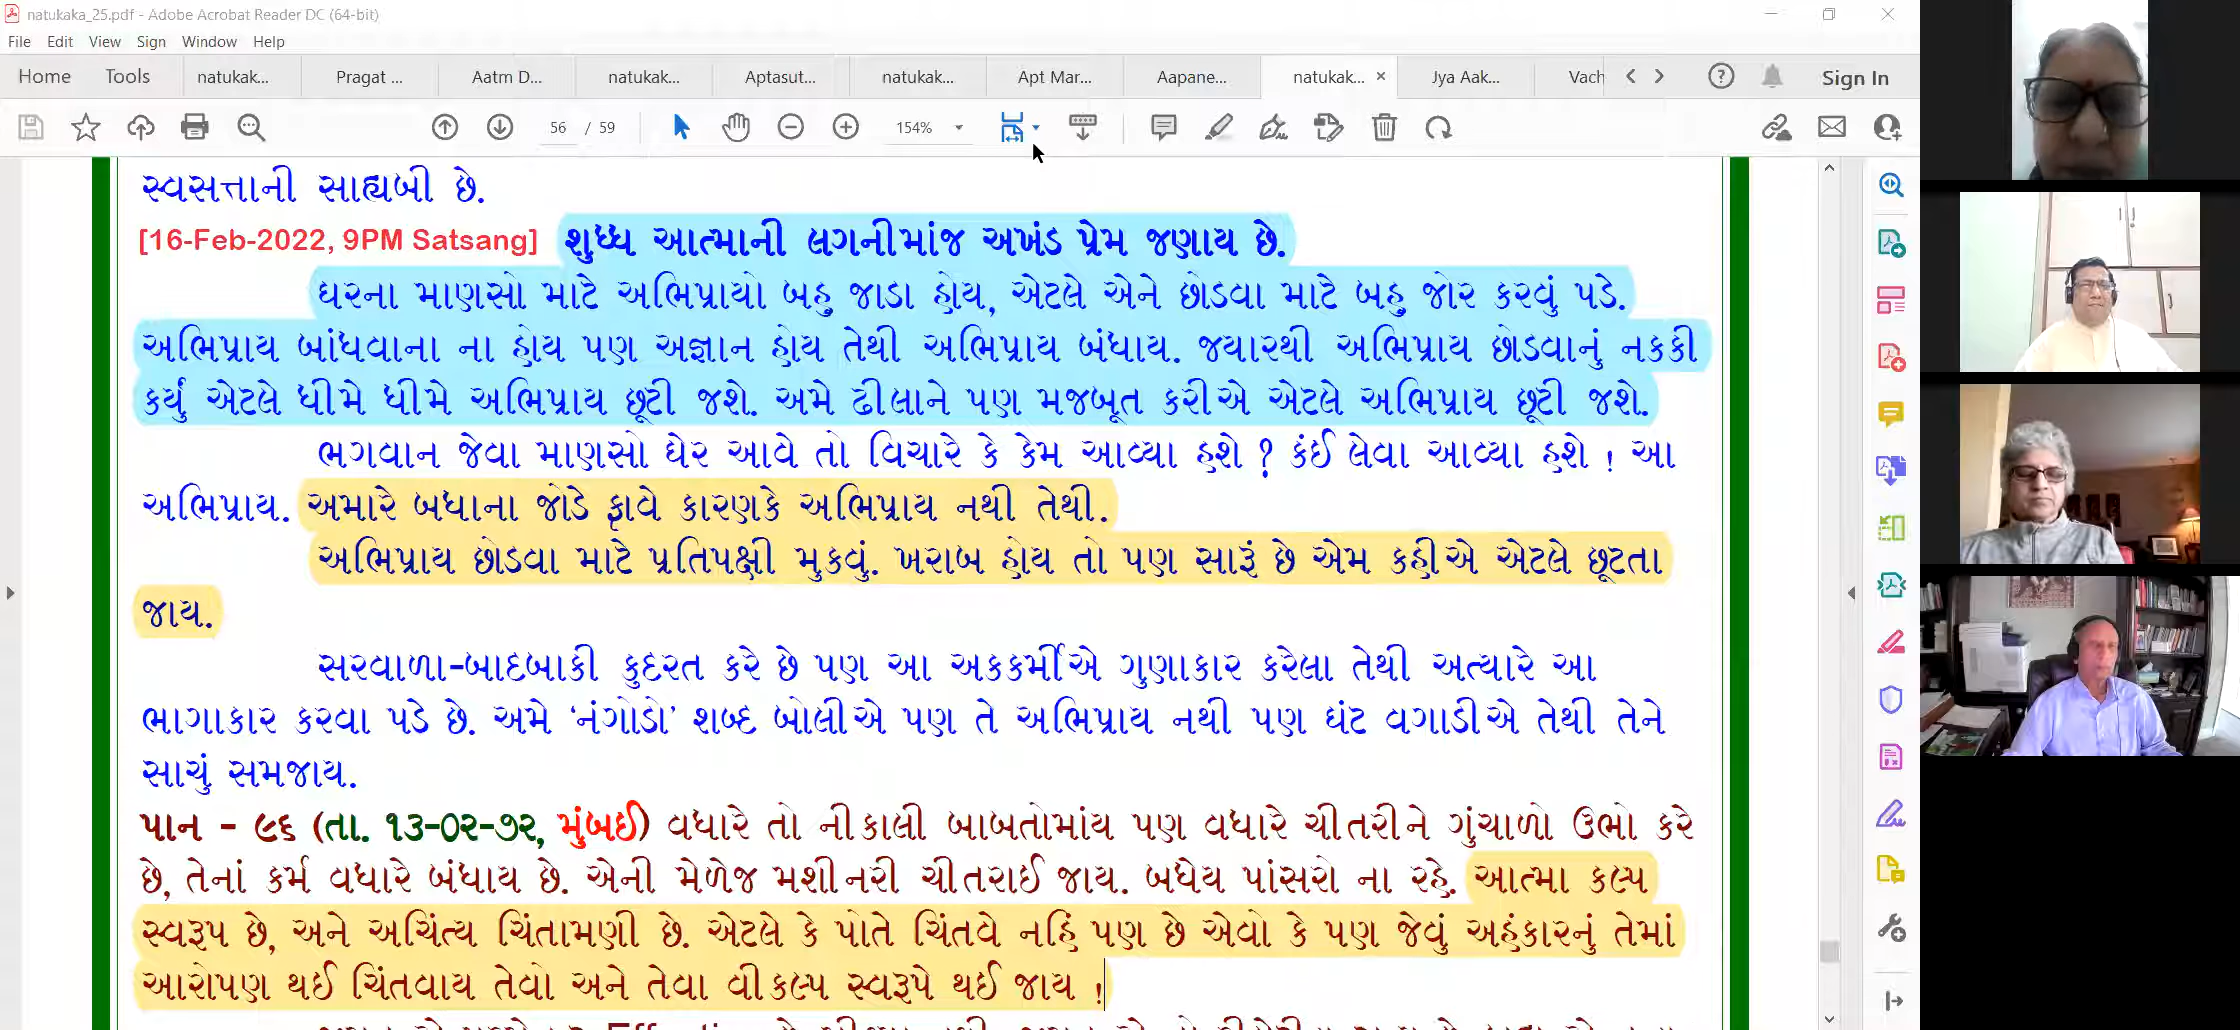 natukaka_25.pdf - Adobe Acrobat Reader DC (64-bit)
File Edit View Sign Window Help
Home Tools natukak... Pragat ... Aatm D... natukak... Aptasut... natukak... Apt Mar... Aapane... natukak... × Jya Aak... Vach Sign In
56 / 59 154%
સ્વસત્તાની સાહ્યબી છે.
[16-Feb-2022, 9PM Satsang] શુધ્ધ આત્માની લગનીમાંજ અખંડ પ્રેમ જણાય છે.
ઘરના માણસો માટે અભિપ્રાયો બહુ જાડા હોય, એટલે એને છોડવા માટે બહુ જોર કરવું પડે.
અભિપ્રાય બાંધવાના ના હોય પણ અજ્ઞાન હોય તેથી અભિપ્રાય બંધાય. જયારથી અભિપ્રાય છોડવાનું નકકી
કર્યું એટલે ધીમે ધીમે અભિપ્રાય છૂટી જશે. અમે ઢીલાને પણ મજબૂત કરીએ એટલે અભિપ્રાય છૂટી જશે.
ભગવાન જેવા માણસો ઘેર આવે તો વિચારે કે કેમ આવ્યા હશે ? કંઈ લેવા આવ્યા હશે ! આ
અભિપ્રાય. અમારે બધાના જોડે ફાવે કારણકે અભિપ્રાય નથી તેથી.
અભિપ્રાય છોડવા માટે પ્રતિપક્ષી મુકવું. ખરાબ હોય તો પણ સારૂં છે એમ કહીએ એટલે છૂટતા
જાય.
સરવાળા-બાદબાકી કુદરત કરે છે પણ આ અકકર્મીએ ગુણાકાર કરેલા તેથી અત્યારે આ
ભાગાકાર કરવા પડે છે. અમે ‘નંગોડો’ શબ્દ બોલીએ પણ તે અભિપ્રાય નથી પણ ઘંટ વગાડીએ તેથી તેને
સાચું સમજાય.
પાન - ૯૬ (તા. ૧૩-૦૨-૭૨, મુંબઈ) વધારે તો નીકાલી બાબતોમાંય પણ વધારે ચીતરીને ગુંચાળો ઉભો કરે
છે, તેનાં કર્મ વધારે બંધાય છે. એની મેળેજ મશીનરી ચીતરાઈ જાય. બધેય પાંસરો ના રહે. આત્મા કલ્પ
સ્વરૂપ છે, અને અચિંત્ય ચિંતામણી છે. એટલે કે પોતે ચિંતવે નહિં પણ છે એવો કે પણ જેવું અહંકારનું તેમાં
આરોપણ થઈ ચિંતવાય તેવો અને તેવા વીકલ્પ સ્વરૂપે થઈ જાય !